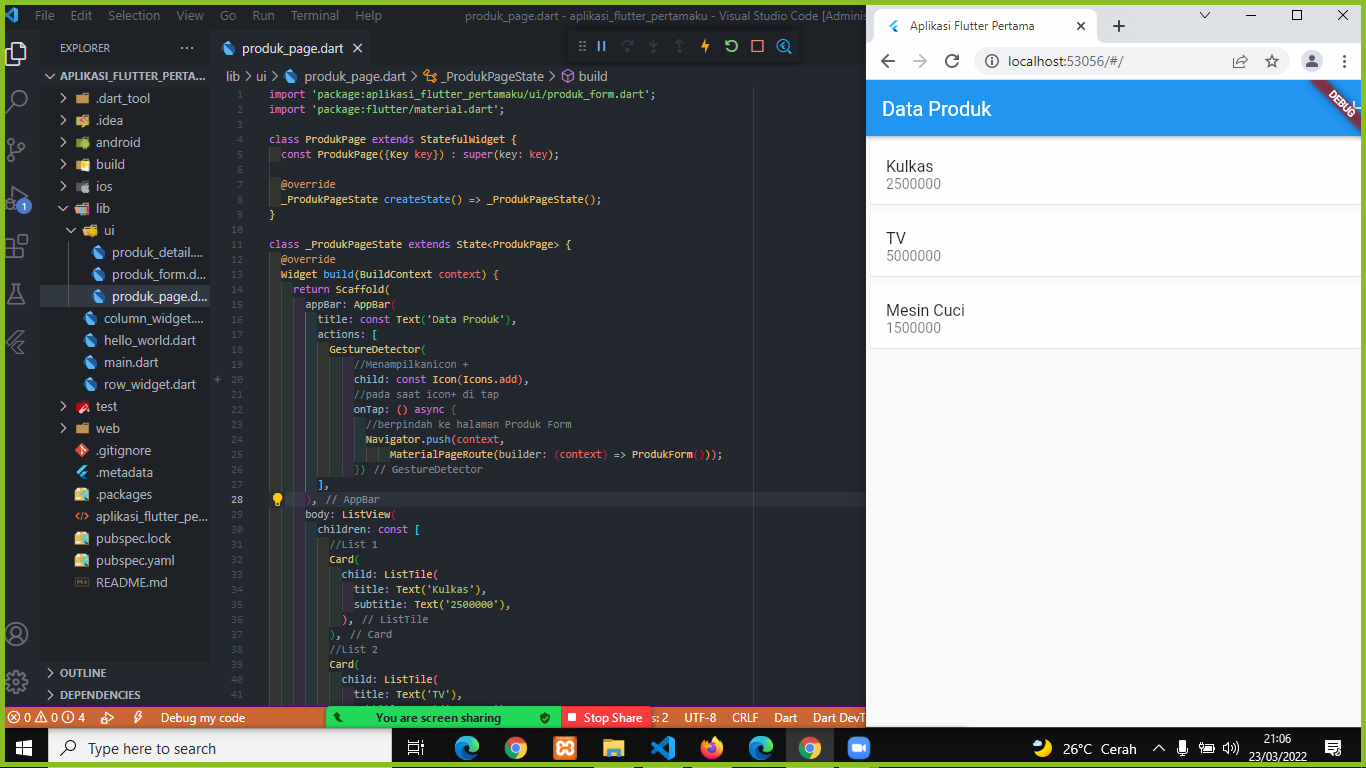 File Edit Selection View Go Run Terminal Help
produk_page.dart - aplikasi_flutter_pertamaku - Visual Studio Code [Adminis
EXPLORER
APLIKASI_FLUTTER_PERTA...
.dart_tool
.idea
android
build
ios
lib
ui
produk_detail....
produk_form.d...
produk_page.d...
column_widget....
hello_world.dart
main.dart
row_widget.dart
test
web
.gitignore
.metadata
.packages
aplikasi_flutter_pe...
pubspec.lock
pubspec.yaml
README.md
OUTLINE
DEPENDENCIES
1
produk_page.dart
lib > ui > produk_page.dart > _ProdukPageState > build
1 import 'package:aplikasi_flutter_pertamaku/ui/produk_form.dart';
2 import 'package:flutter/material.dart';
3
4 class ProdukPage extends StatefulWidget {
5 const ProdukPage({Key key}) : super(key: key);
6
7 @override
8 _ProdukPageState createState() => _ProdukPageState();
9 }
10
11 class _ProdukPageState extends State<ProdukPage> {
12 @override
13 Widget build(BuildContext context) {
14 return Scaffold(
15 appBar: AppBar(
16 title: const Text('Data Produk'),
17 actions: [
18 GestureDetector(
19 //Menampilkanicon +
20 child: const Icon(Icons.add),
21 //pada saat icon+ di tap
22 onTap: () async {
23 //berpindah ke halaman Produk Form
24 Navigator.push(context,
25 MaterialPageRoute(builder: (context) => ProdukForm()));
26 }) // GestureDetector
27 ],
28 ), // AppBar
29 body: ListView(
30 children: const [
31 //List 1
32 Card(
33 child: ListTile(
34 title: Text('Kulkas'),
35 subtitle: Text('2500000'),
36 ), // ListTile
37 ), // Card
38 //List 2
39 Card(
40 child: ListTile(
41 title: Text('TV'),
0 0 4 Debug my code
You are screen sharing Stop Share
s: 2 UTF-8 CRLF Dart Dart DevT
Aplikasi Flutter Pertama
localhost:53056/#/
Data Produk
DEBUG
Kulkas
2500000
TV
5000000
Mesin Cuci
1500000
Type here to search
26°C Cerah
21:06
23/03/2022